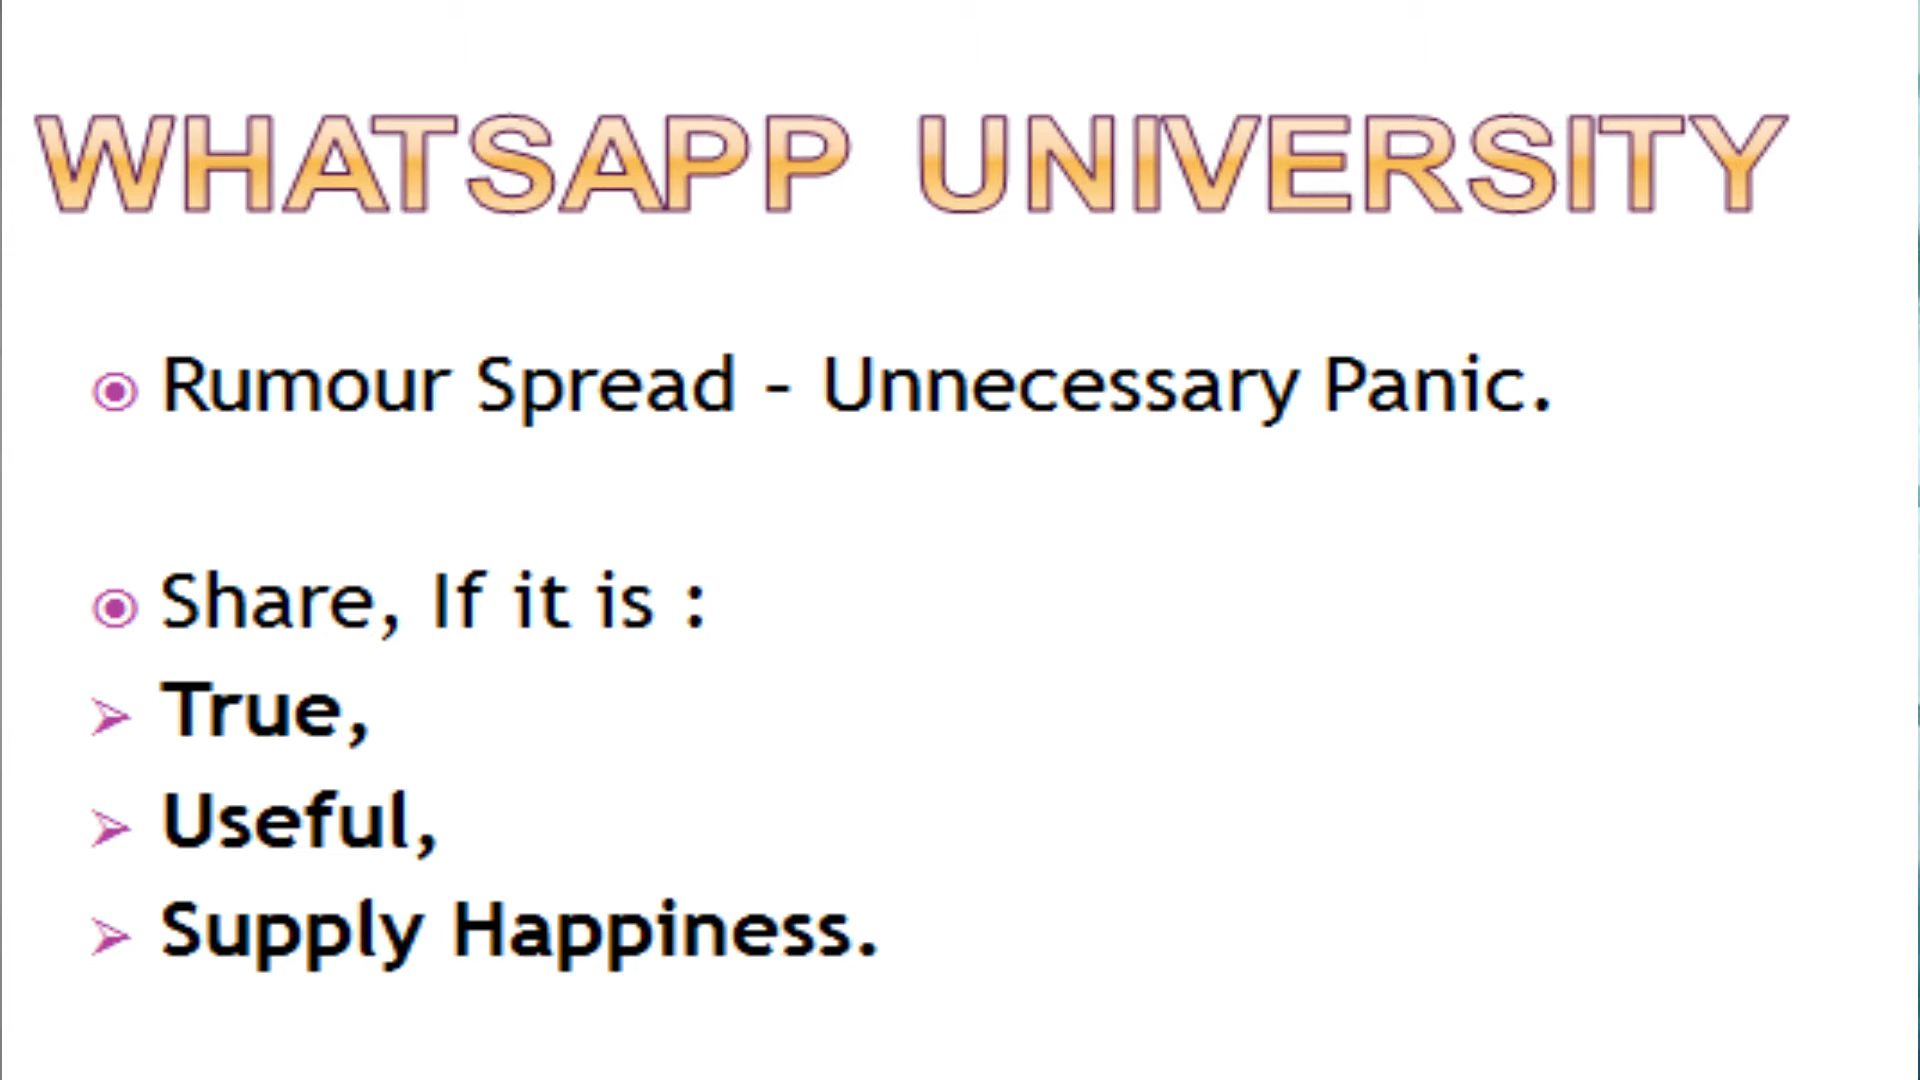 WHATSAPP UNIVERSITY
Rumour Spread - Unnecessary Panic.
Share, If it is :
True,
Useful,
Supply Happiness.